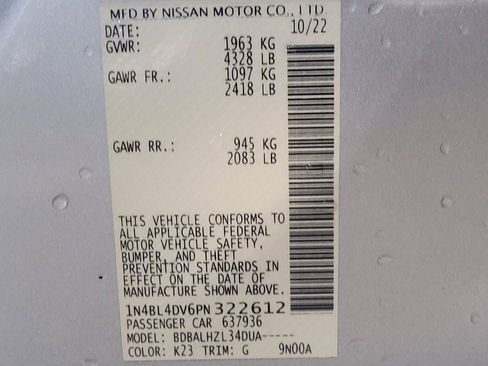 MFD BY NISSAN MOTOR CO., LTD.
DATE: 10/22
GVWR: 1963 KG
4328 LB
GAWR FR.: 1097 KG
2418 LB
GAWR RR.: 945 KG
2083 LB
THIS VEHICLE CONFORMS TO
ALL APPLICABLE FEDERAL
MOTOR VEHICLE SAFETY,
BUMPER, AND THEFT
PREVENTION STANDARDS IN
EFFECT ON THE DATE OF
MANUFACTURE SHOWN ABOVE.
1N4BL4DV6PN322612
PASSENGER CAR 637936
MODEL: BDBALHZL34DUA-----
COLOR: K23 TRIM: G 9N00A